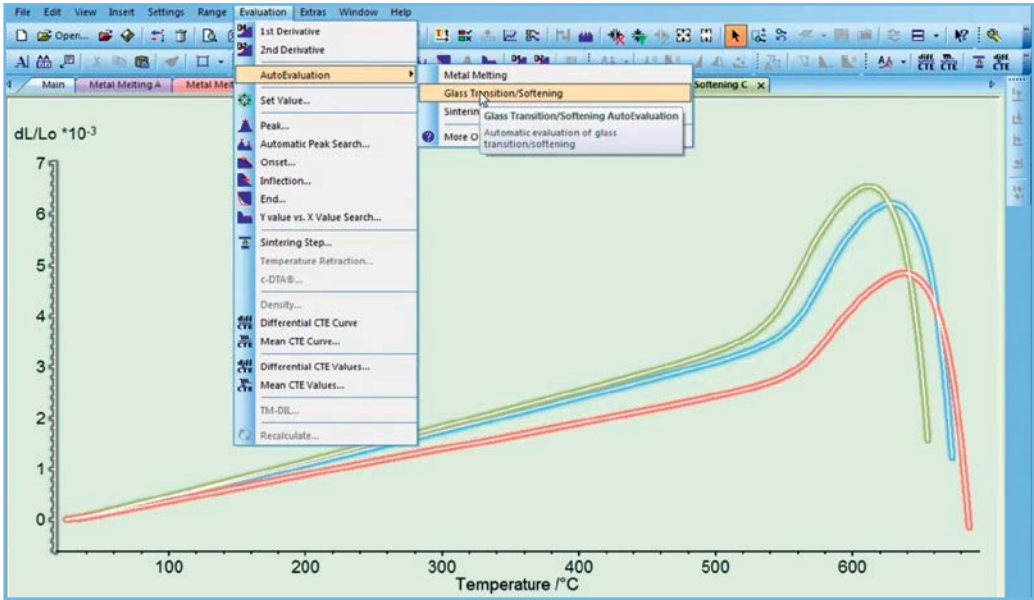 File Edit View Insert Settings Range Evaluation Extras Window Help
Open...
1st Derivative
2nd Derivative
AutoEvaluation
Set Value...
Peak...
Automatic Peak Search...
Onset...
Inflection...
End...
Y value vs. X Value Search...
Sintering Step...
Temperature Retraction...
c-DTA®...
Density...
Differential CTE Curve
Mean CTE Curve...
Differential CTE Values...
Mean CTE Values...
TM-DIL...
Recalculate...
Metal Melting
Glass Transition/Softening
Sinterin
More O
Glass Transition/Softening AutoEvaluation
Automatic evaluation of glass
transition/softening
Main Metal Melting A Metal Mel Softening C
dL/Lo *10-3
7
6
5
4
3
2
1
0
100 200 300 400 500 600
Temperature /°C